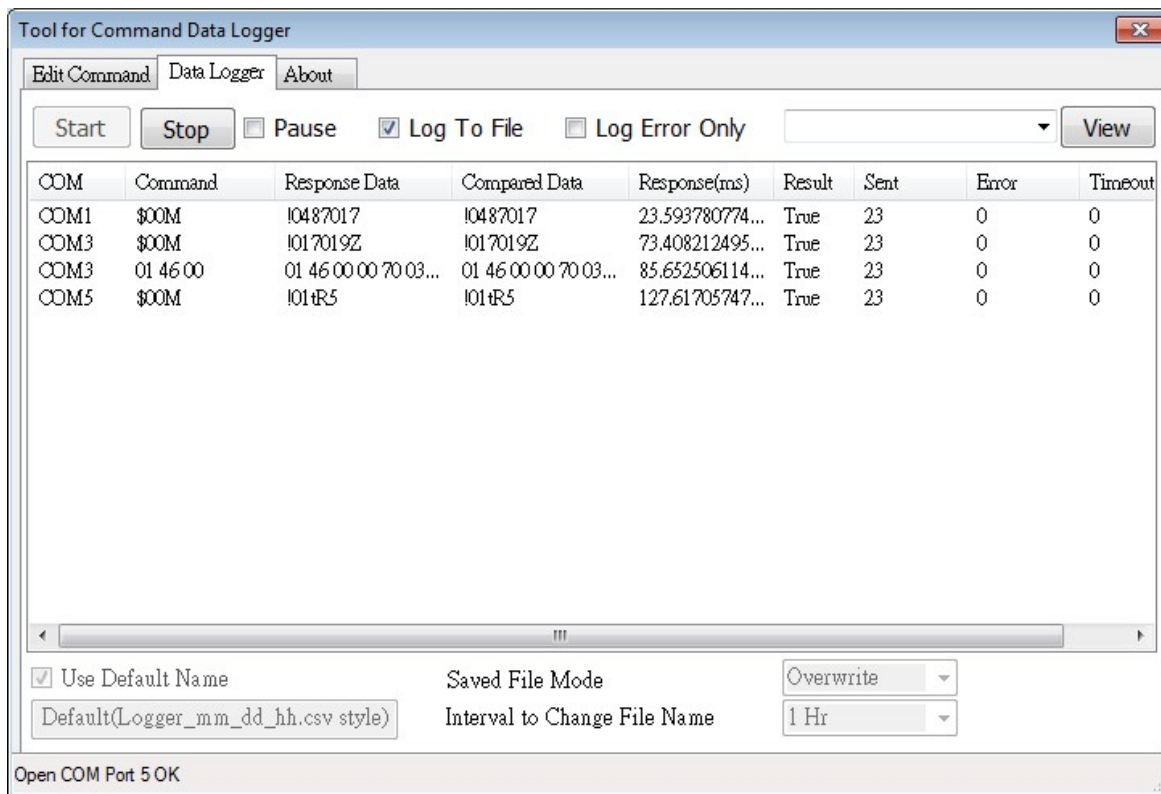 Tool for Command Data Logger
Edit Command Data Logger About
Start Stop Pause Log To File Log Error Only View
COM Command Response Data Compared Data Response(ms) Result Sent Error Timeout
COM1 $00M !0487017 !0487017 23.593780774... True 23 0 0
COM3 $00M !017019Z !017019Z 73.408212495... True 23 0 0
COM3 01 46 00 01 46 00 00 70 03... 01 46 00 00 70 03... 85.652506114... True 23 0 0
COM5 $00M !01tR5 !01tR5 127.61705747... True 23 0 0
Use Default Name Saved File Mode Overwrite
Default(Logger_mm_dd_hh.csv style) Interval to Change File Name 1 Hr
Open COM Port 5 OK